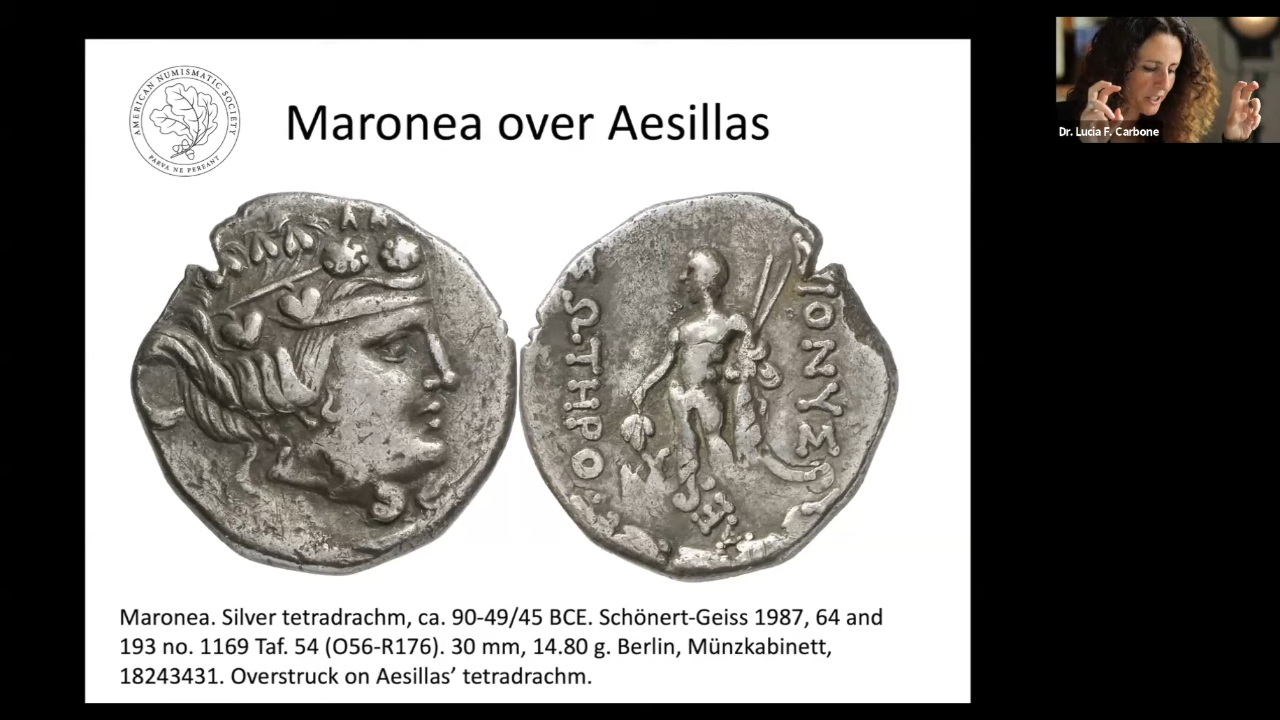 AMERICAN NUMISMATIC SOCIETY
PARVA NE PEREANT
Maronea over Aesillas
Dr. Lucia F. Carbone
ΩΤΗΡΟ
ΙΟΝΥΣ
Maronea. Silver tetradrachm, ca. 90-49/45 BCE. Schönert-Geiss 1987, 64 and
193 no. 1169 Taf. 54 (O56-R176). 30 mm, 14.80 g. Berlin, Münzkabinett,
18243431. Overstruck on Aesillas’ tetradrachm.